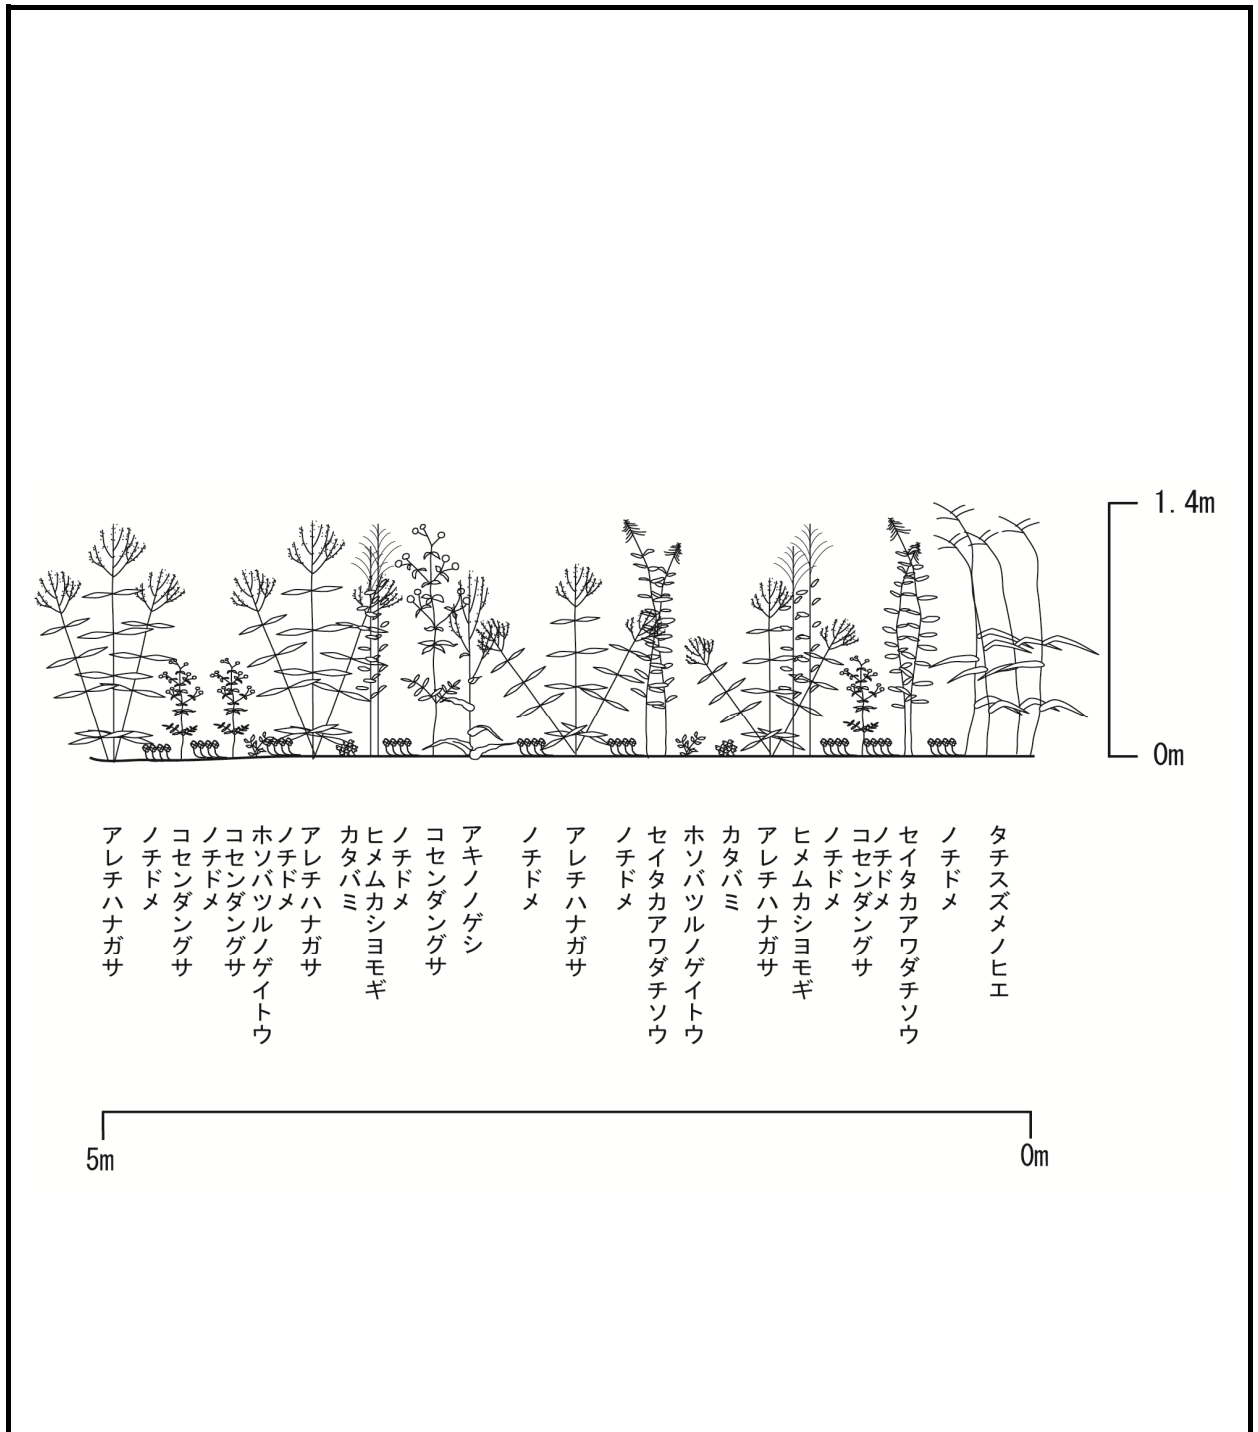 1.4m
0m
アレチハナガサ
ノチドメ
コセンダングサ
ノチドメ
コセンダングサ
ホソバツルノゲイトウ
ノチドメ
アレチハナガサ
カタバミ
ヒメムカシヨモギ
ノチドメ
コセンダングサ
アキノノゲシ
ノチドメ
アレチハナガサ
ノチドメ
セイタカアワダチソウ
ホソバツルノゲイトウ
カタバミ
アレチハナガサ
ヒメムカシヨモギ
ノチドメ
コセンダングサ
ノチドメ
セイタカアワダチソウ
ノチドメ
タチスズメノヒエ
5m
0m